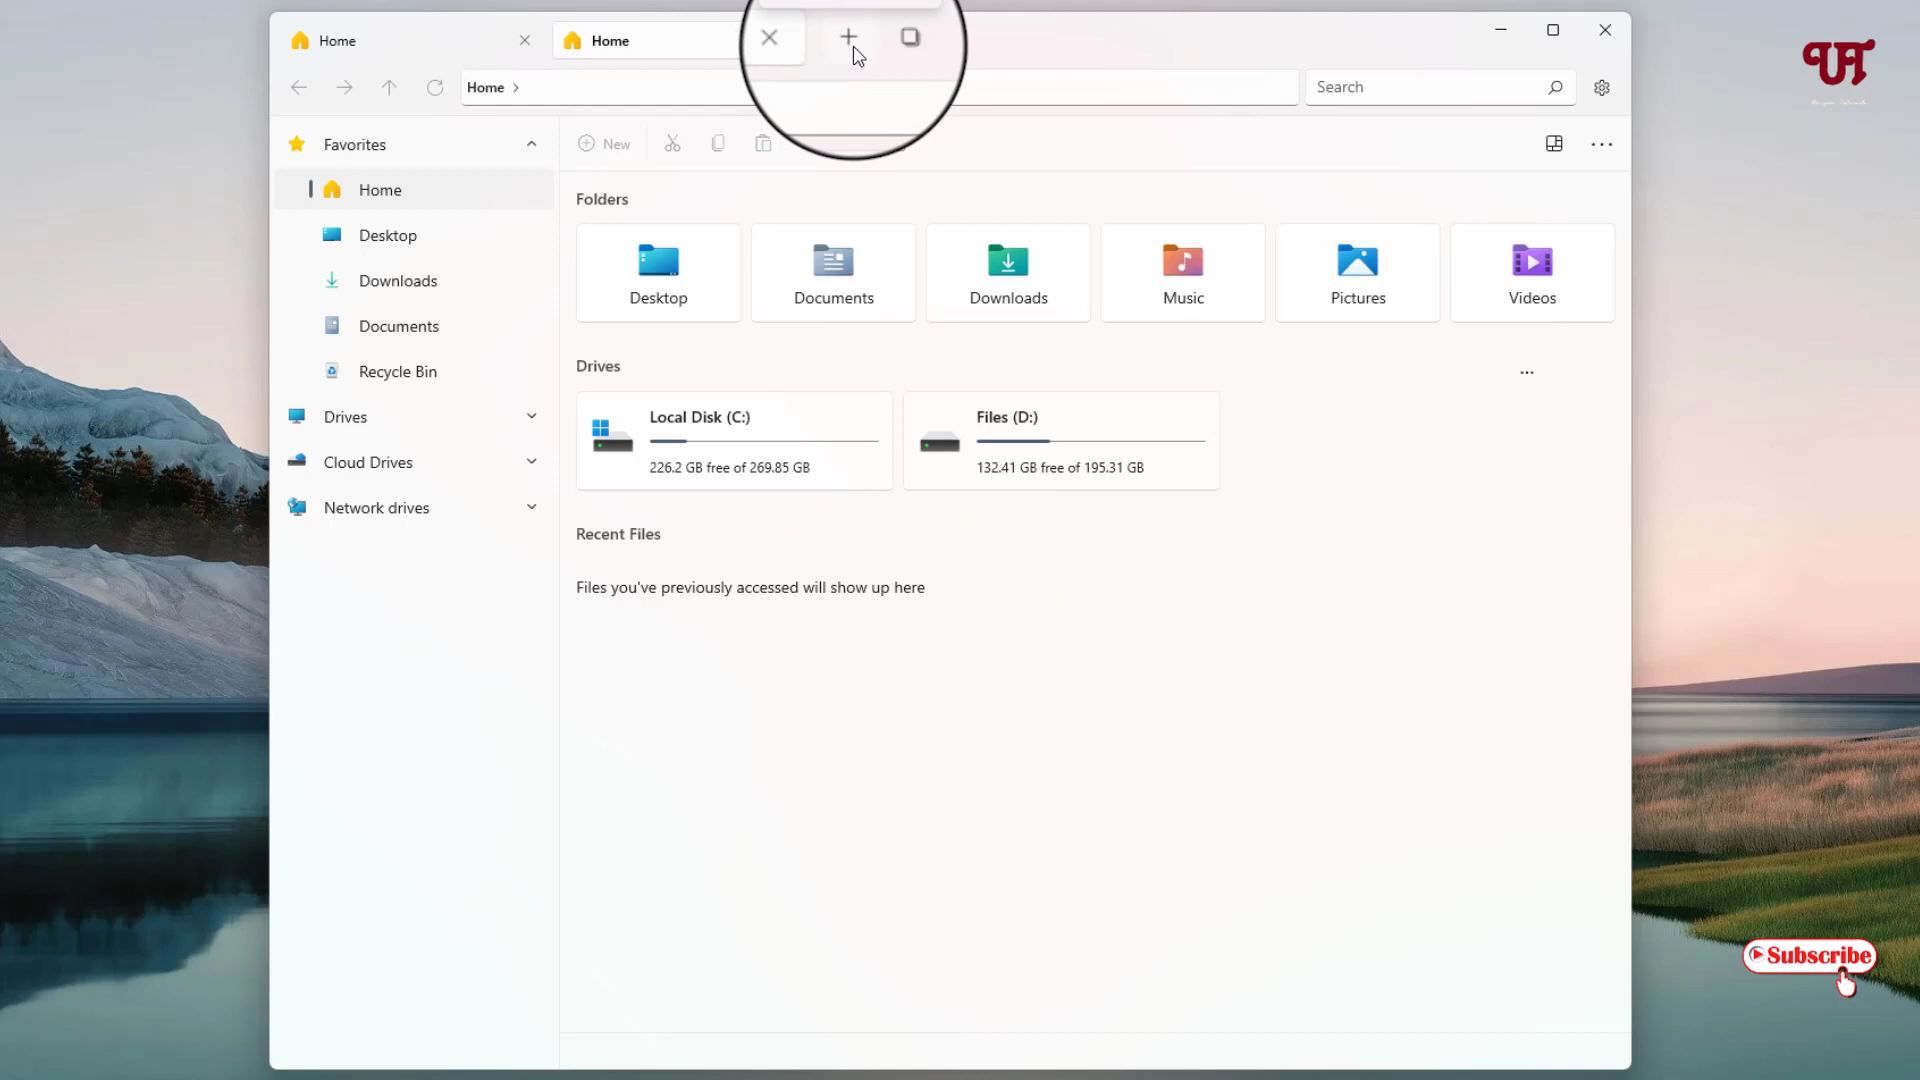 Home
Home
Home
Search
Favorites
New
Home
Desktop
Downloads
Documents
Recycle Bin
Drives
Cloud Drives
Network drives
Folders
Desktop
Documents
Downloads
Music
Pictures
Videos
Drives
Local Disk (C:)
226.2 GB free of 269.85 GB
Files (D:)
132.41 GB free of 195.31 GB
Recent Files
Files you've previously accessed will show up here
Subscribe